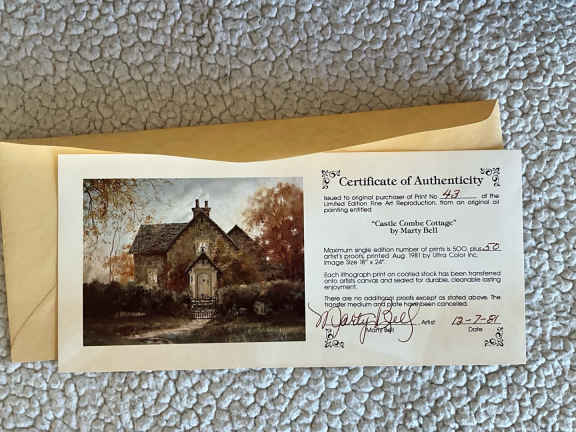 Certificate of Authenticity
Issued to original purchaser of Print No. 43 of the
Limited Edition Fine Art Reproduction, from an original oil
painting entitled
"Castle Combe Cottage"
by Marty Bell
Maximum single edition number of prints is 500, plus 50
artist's proofs, printed Aug. 1981 by Ultra Color Inc.
Image Size 18" x 24".
Each lithograph print on coated stock has been transferred
onto artist's canvas and sealed for durable, cleanable lasting
enjoyment.
There are no additional proofs except as stated above. The
transfer medium and plate have been cancelled.
Marty Bell Artist 12-7-81
Marty Bell Date